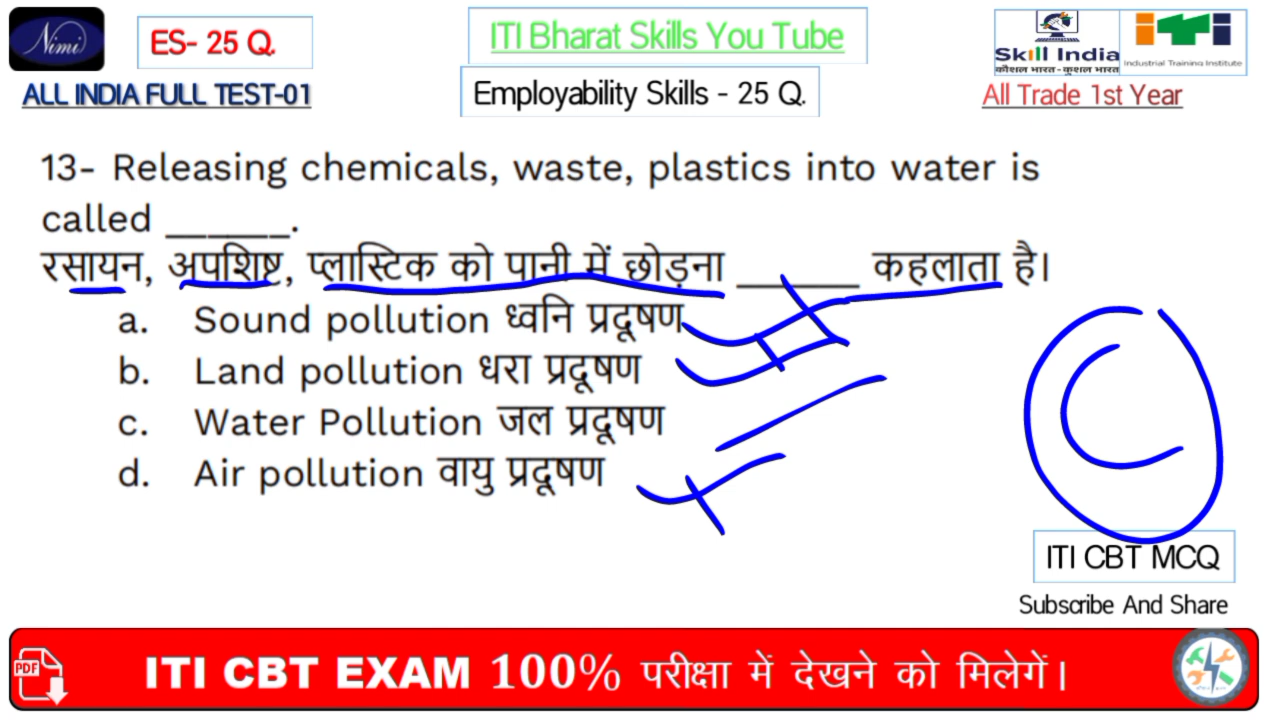 Nimi
ES- 25 Q.
ITI Bharat Skills You Tube
Skill India
कौशल भारत - कुशल भारत
iTi
Industrial Training Institute
ALL INDIA FULL TEST-01
Employability Skills - 25 Q.
All Trade 1st Year
13- Releasing chemicals, waste, plastics into water is
called ______.
रसायन, अपशिष्ट, प्लास्टिक को पानी में छोड़ना ______ कहलाता है।
a. Sound pollution ध्वनि प्रदूषण
b. Land pollution धरा प्रदूषण
c. Water Pollution जल प्रदूषण
d. Air pollution वायु प्रदूषण
C
ITI CBT MCQ
Subscribe And Share
PDF
ITI CBT EXAM 100% परीक्षा में देखने को मिलेगें।